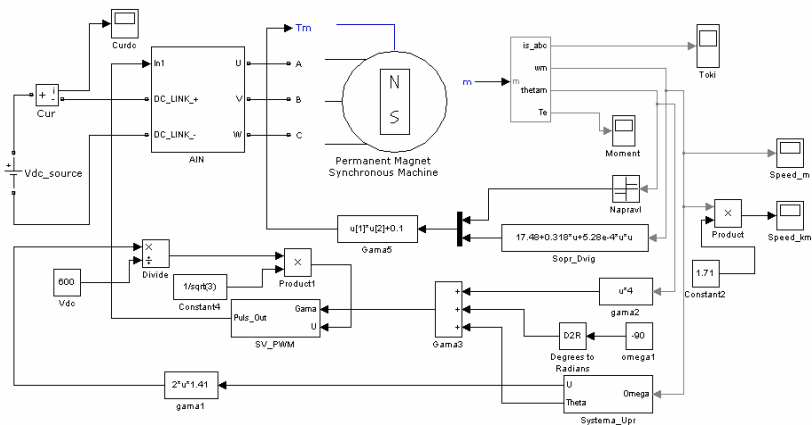 Curdc
+
i
-
Cur
+
Vdc_source
In1
DC_LINK_+
DC_LINK_-
U
V
W
AIN
Tm
A
B
C
N
S
Permanent Magnet
Synchronous Machine
m
m
is_abc
wm
thetam
Te
Toki
Moment
Speed_m
Napravl
u[1]*u[2]+0.1
Gama5
17.48+0.318*u+5.28e-4*u*u
Sopr_Dvig
×
Product
Speed_km
1.71
Constant2
×
÷
Divide
600
Vdc
1/sqrt(3)
Constant4
×
Product1
Puls_Out
Gama
U
SV_PWM
+
+
+
Gama3
u*4
gama2
D2R
Degrees to
Radians
-90
omega1
2*u*1.41
gama1
U
Theta
Omega
Systema_Upr